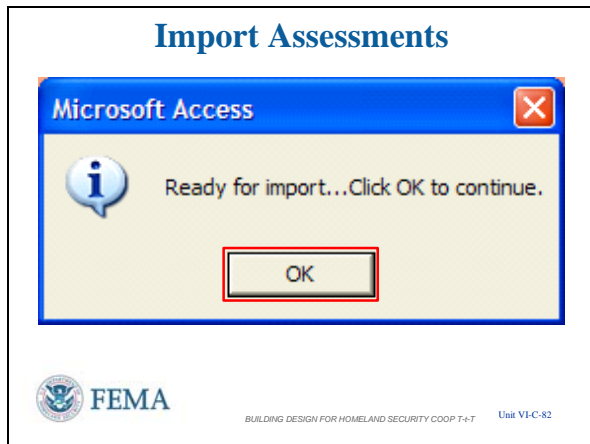 Import Assessments
Microsoft Access
Ready for import...Click OK to continue.
OK
FEMA
BUILDING DESIGN FOR HOMELAND SECURITY COOP T-t-T
Unit VI-C-82